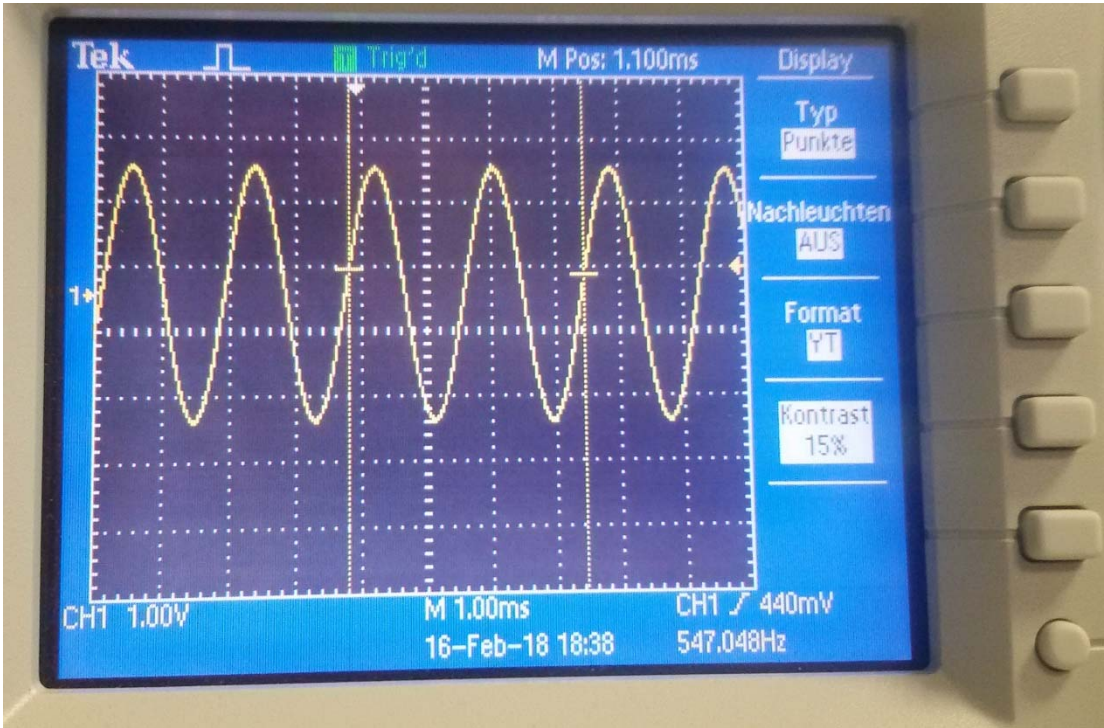 Tek Trig'd M Pos: 1.100ms Display
Typ
Punkte
Nachleuchten
AUS
1
Format
YT
Kontrast
15%
CH1 1.00V M 1.00ms CH1 440mV
16-Feb-18 18:38 547.048Hz